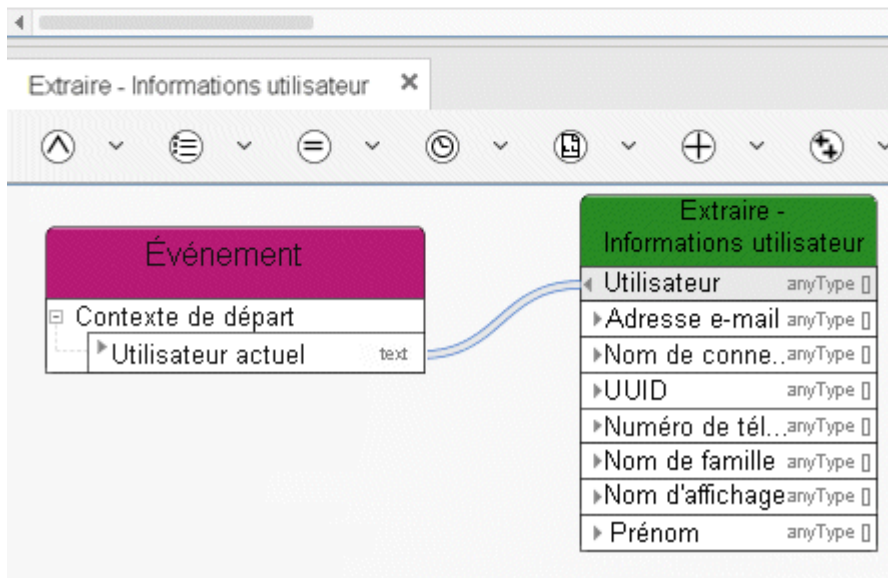 Extraire - Informations utilisateur
Événement
Contexte de départ
Utilisateur actuel text
Extraire -
Informations utilisateur
Utilisateur anyType []
Adresse e-mail anyType []
Nom de conne.. anyType []
UUID anyType []
Numéro de tél... anyType []
Nom de famille anyType []
Nom d'affichage anyType []
Prénom anyType []